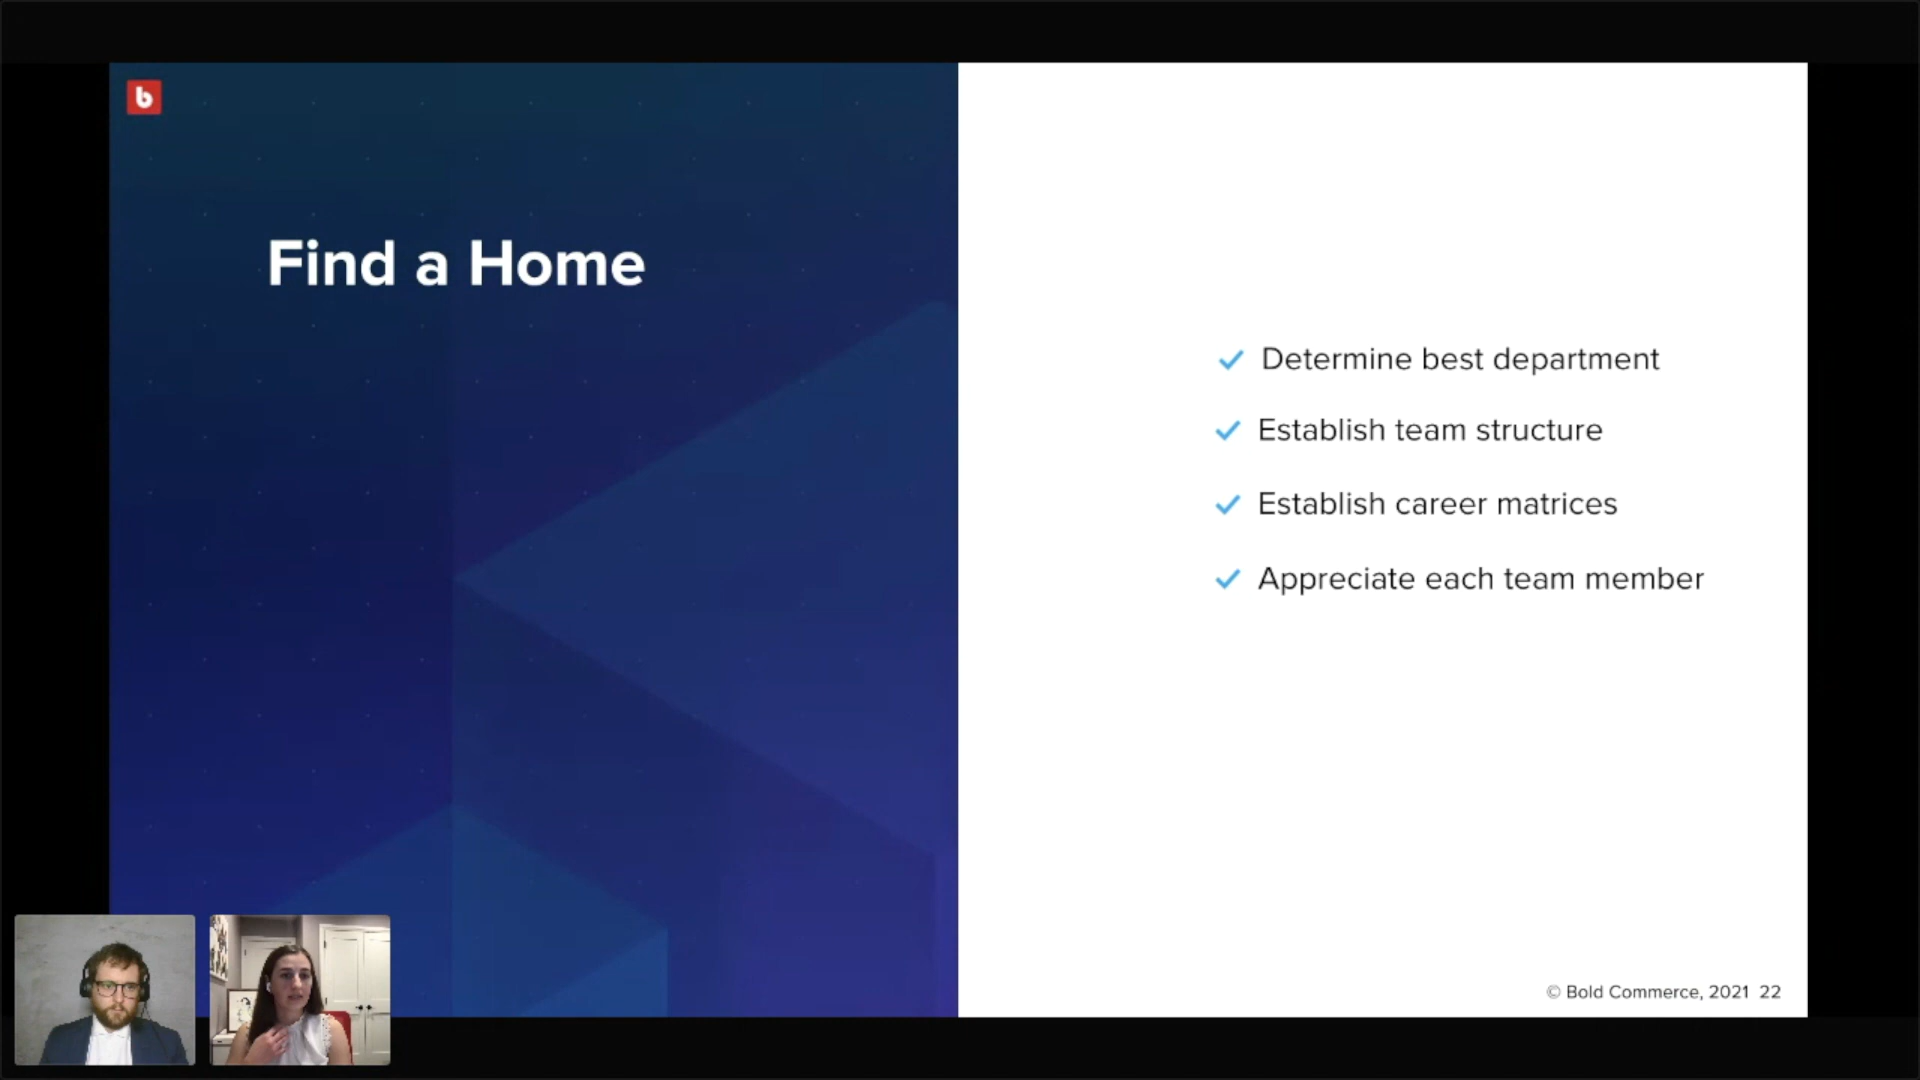 b
Find a Home
Determine best department
Establish team structure
Establish career matrices
Appreciate each team member
© Bold Commerce, 2021 22